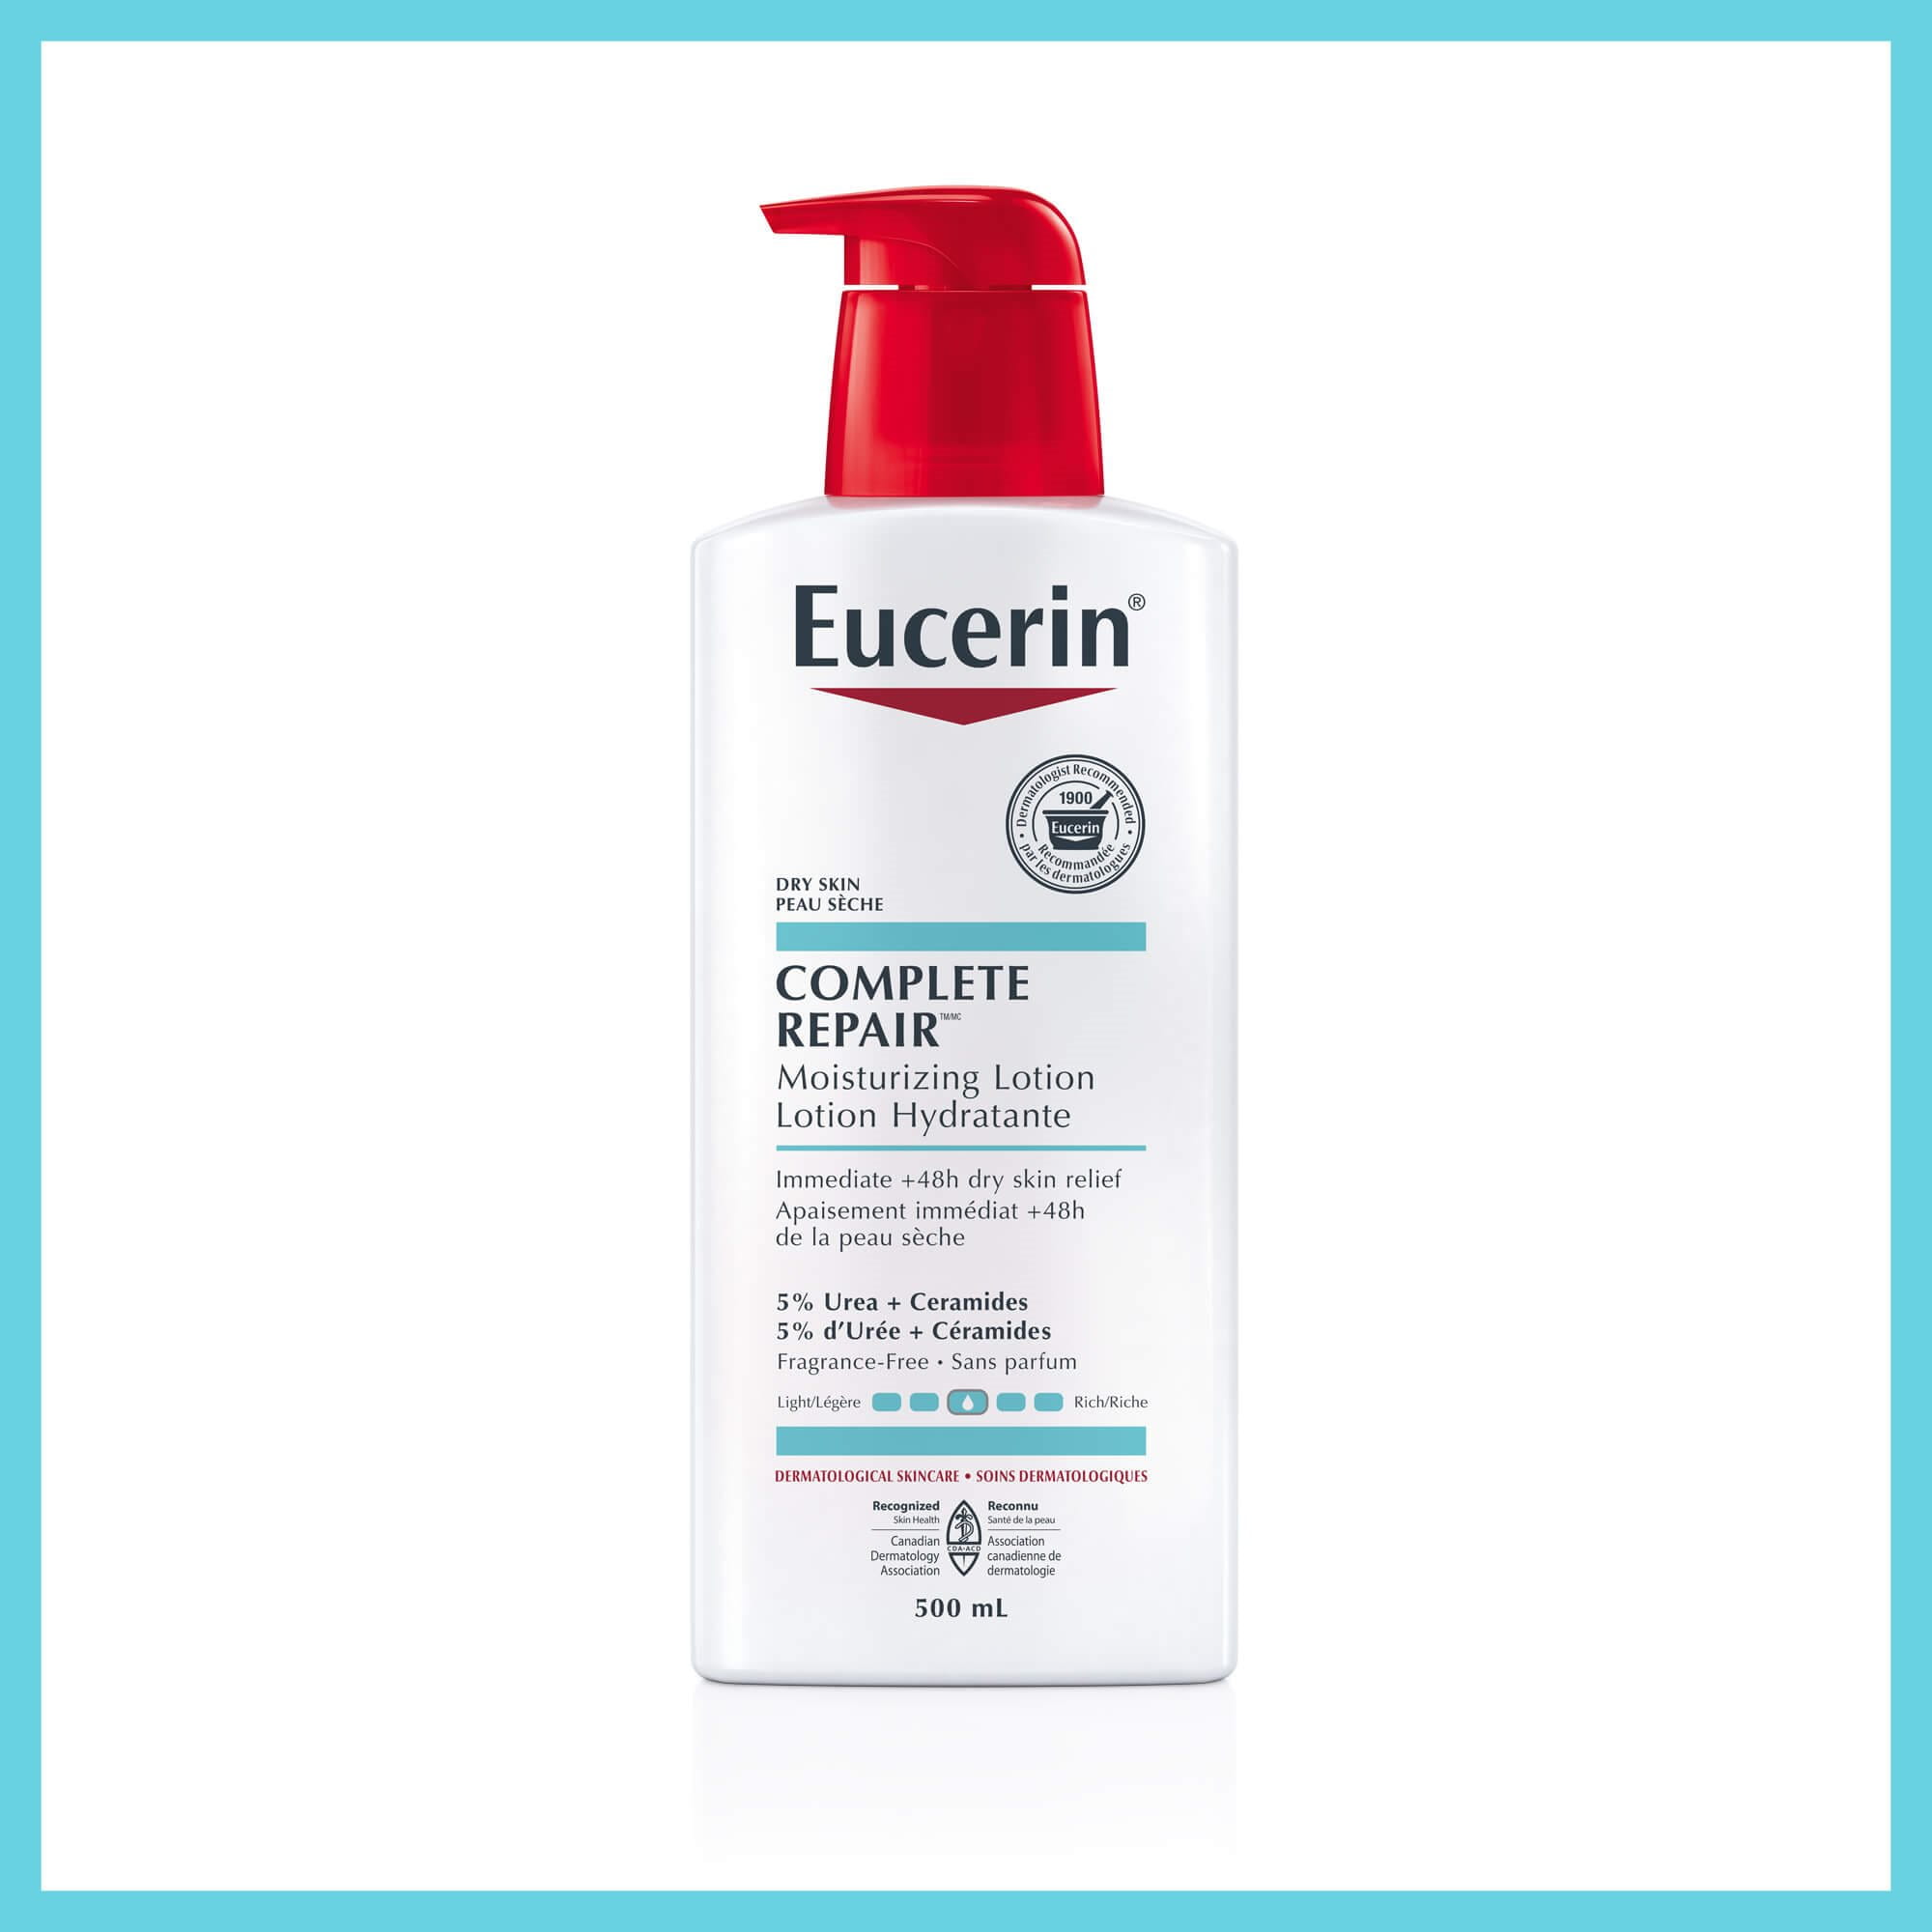 Eucerin®
Dermatologist Recommended
1900
Eucerin
Recommandée
par les dermatologues
DRY SKIN
PEAU SÈCHE
COMPLETE
REPAIR™/MC
Moisturizing Lotion
Lotion Hydratante
Immediate +48h dry skin relief
Apaisement immédiat +48h
de la peau sèche
5% Urea + Ceramides
5% d'Urée + Céramides
Fragrance-Free • Sans parfum
Light/Légère Rich/Riche
DERMATOLOGICAL SKINCARE • SOINS DERMATOLOGIQUES
Recognized
Skin Health
Canadian
Dermatology
Association
CDA•ACD
Reconnu
Santé de la peau
Association
canadienne de
dermatologie
500 mL